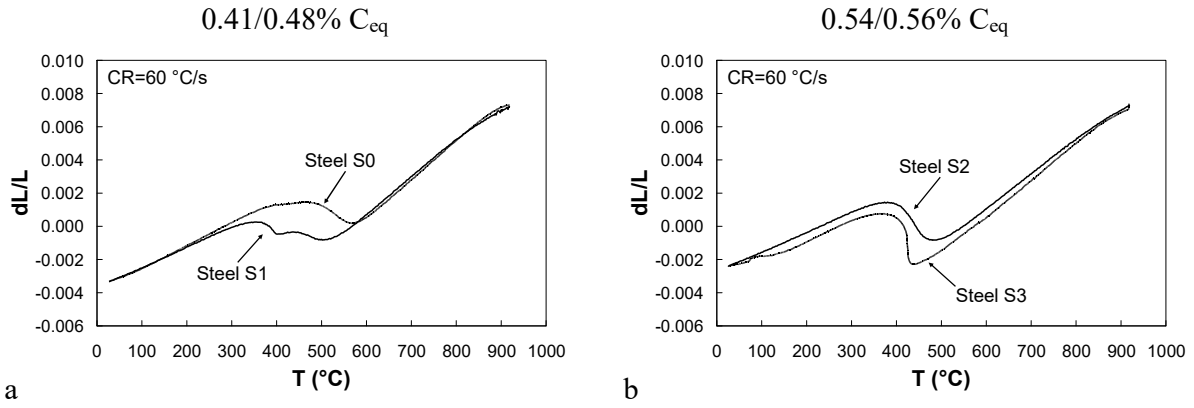 0.41/0.48% Ceq
0.54/0.56% Ceq
0.010
0.008
0.006
0.004
0.002
0.000
-0.002
-0.004
-0.006
dL/L
CR=60 °C/s
Steel S0
Steel S1
0 100 200 300 400 500 600 700 800 900 1000
T (°C)
a
0.010
0.008
0.006
0.004
0.002
0.000
-0.002
-0.004
-0.006
dL/L
CR=60 °C/s
Steel S2
Steel S3
0 100 200 300 400 500 600 700 800 900 1000
T (°C)
b